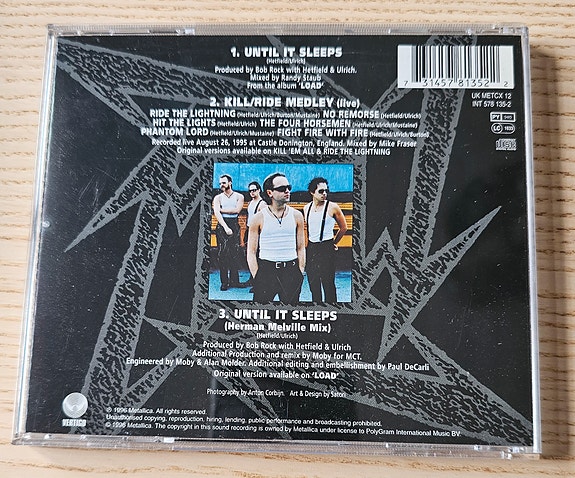 1. UNTIL IT SLEEPS
(Hetfield/Ulrich)
Produced by Bob Rock with Hetfield & Ulrich.
Mixed by Randy Staub
From the album 'LOAD'
7 31457 81352 2
UK METCX 12
INT 578 135-2
PY
LC
DISC
2. KILL/RIDE MEDLEY (live)
RIDE THE LIGHTNING (Hetfield/Ulrich/Burton/Mustaine) NO REMORSE (Hetfield/Ulrich)
HIT THE LIGHTS (Hetfield/Ulrich) THE FOUR HORSEMEN (Hetfield/Ulrich/Mustaine)
PHANTOM LORD (Hetfield/Ulrich/Mustaine) FIGHT FIRE WITH FIRE (Hetfield/Ulrich/Burton)
Recorded live August 26, 1995 at Castle Donington, England. Mixed by Mike Fraser
Original versions available on KILL 'EM ALL & RIDE THE LIGHTNING
3. UNTIL IT SLEEPS
(Herman Melville Mix)
(Hetfield/Ulrich)
Produced by Bob Rock with Hetfield & Ulrich
Additional Production and remix by Moby for MCT.
Engineered by Moby & Alan Molder. Additional editing and embellishment by Paul DeCarli
Original version available on 'LOAD'
Photography by Anton Corbijn. Art & Design by Satori
VERTIGO
℗ 1996 Metallica. All rights reserved.
Unauthorised copying, reproduction, hiring, lending, public performance and broadcasting prohibited.
© 1996 Metallica. The copyright in this sound recording is owned by Metallica under license to PolyGram International Music BV.